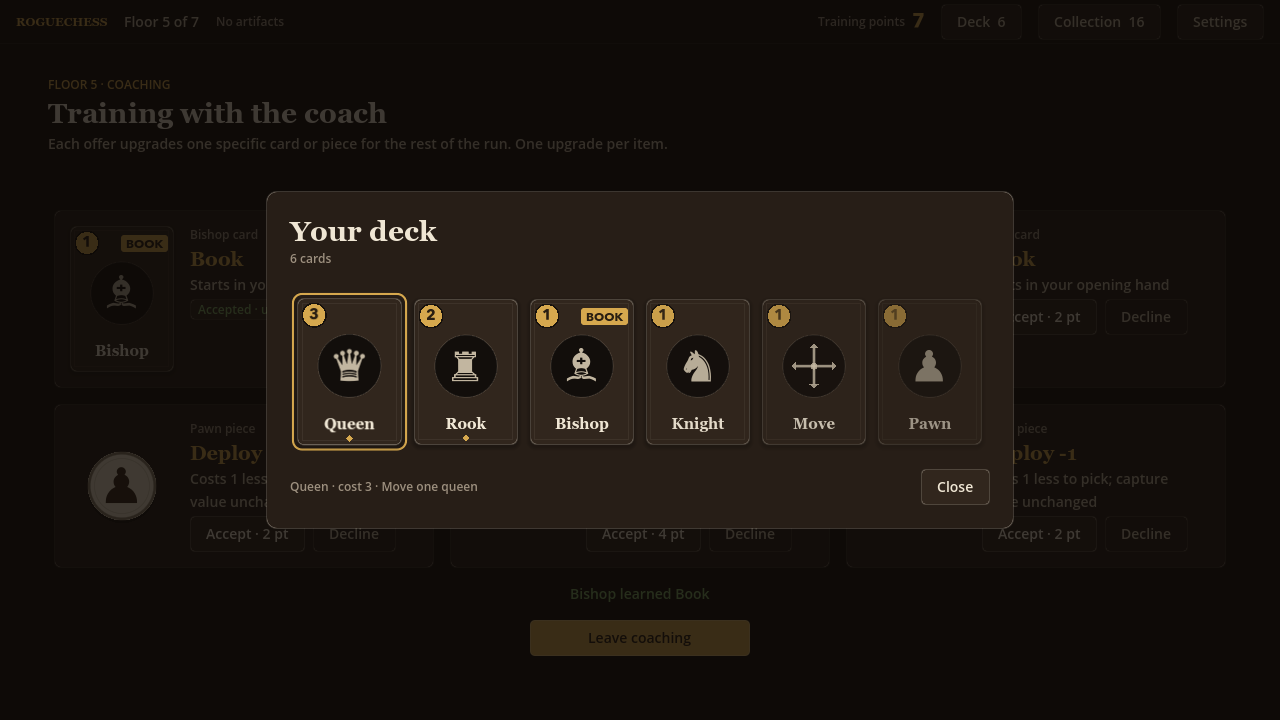 ROGUECHESS Floor 5 of 7 No artifacts Training points 7 Deck 6 Collection 16 Settings
FLOOR 5 · COACHING
Training with the coach
Each offer upgrades one specific card or piece for the rest of the run. One upgrade per item.
1 BOOK
Bishop
Bishop card
Book
Starts in yo
Accepted · u
card
ok
s in your opening hand
cept · 2 pt Decline
Your deck
6 cards
3 2 1 BOOK 1 1 1
Queen Rook Bishop Knight Move Pawn
Queen · cost 3 · Move one queen
Close
Pawn piece
Deploy
Costs 1 less
value uncha
Accept · 2 pt Decline
Accept · 4 pt Decline
piece
ploy -1
s 1 less to pick; capture
e unchanged
Accept · 2 pt Decline
Bishop learned Book
Leave coaching